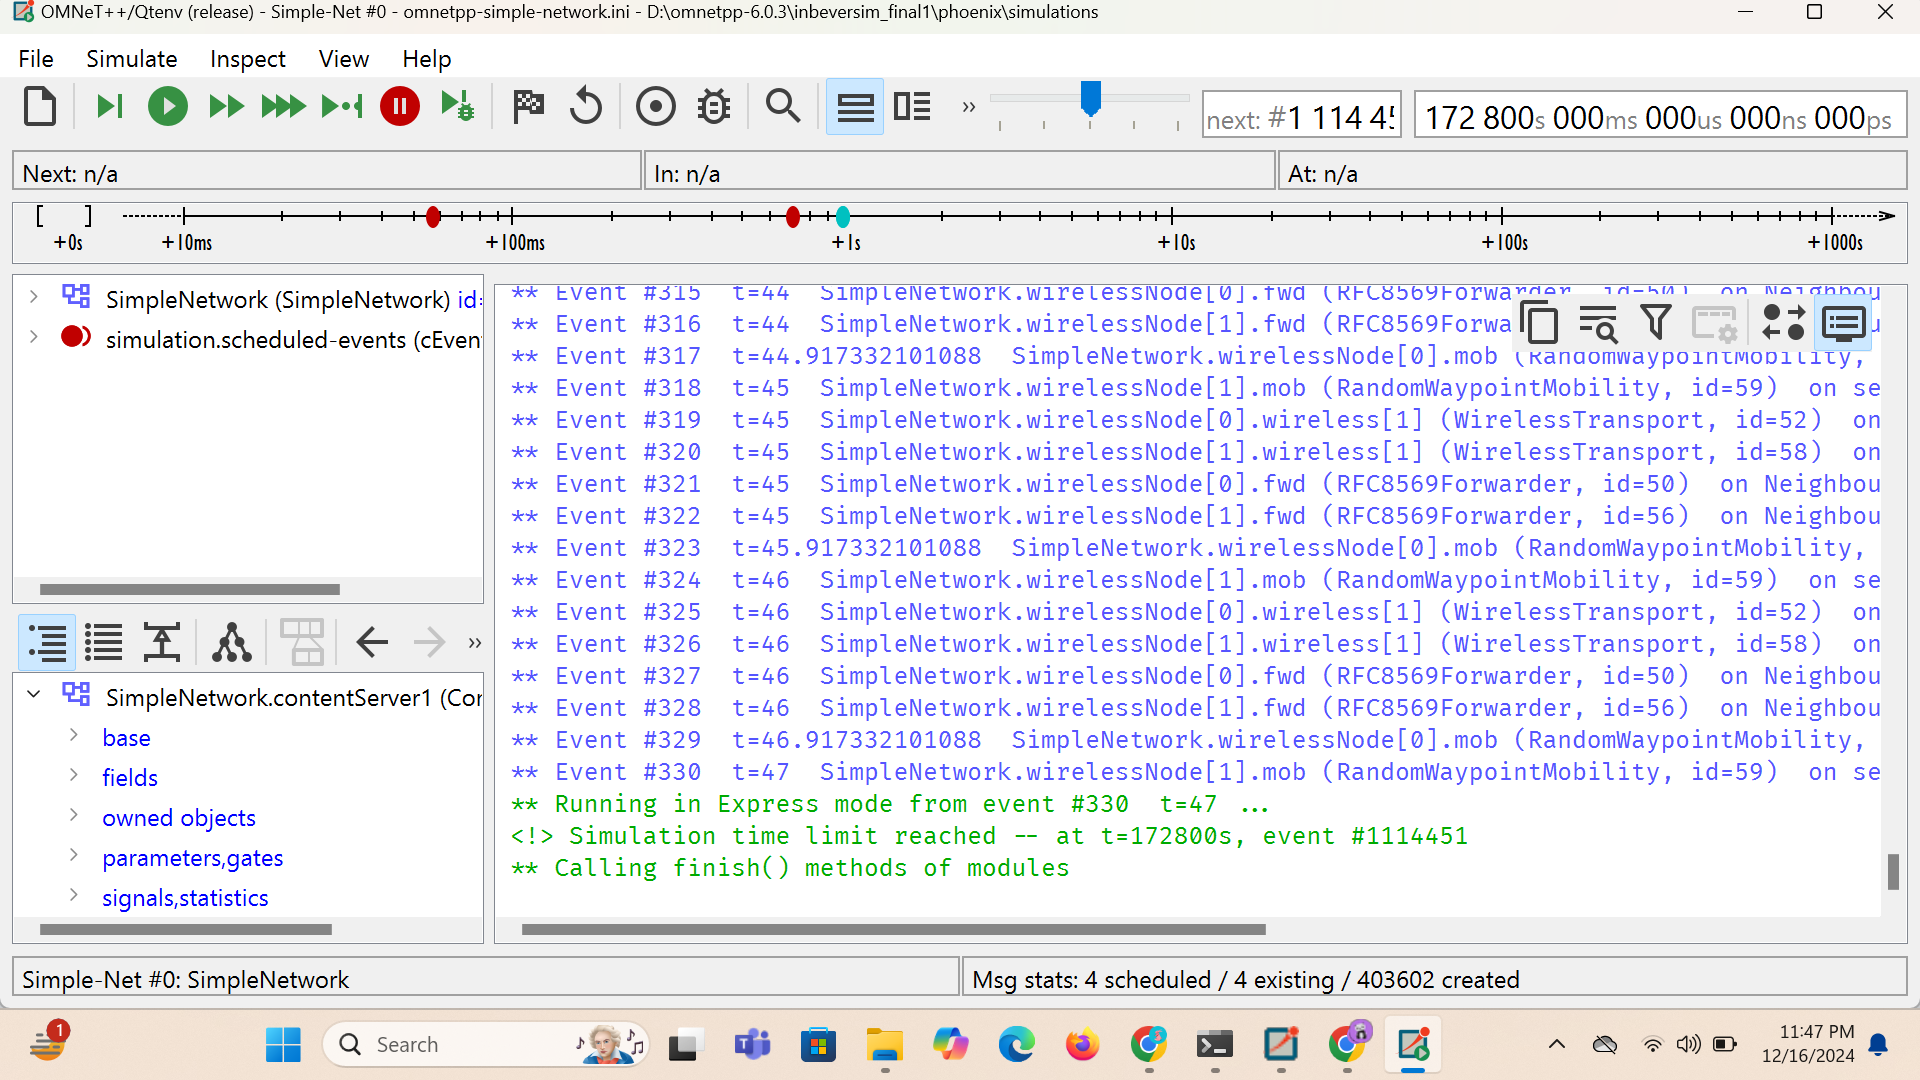 OMNeT++/Qtenv (release) - Simple-Net #0 - omnetpp-simple-network.ini - D:\omnetpp-6.0.3\inbeversim_final1\phoenix\simulations
File Simulate Inspect View Help
next: #1 114 45
172 800s 000ms 000us 000ns 000ps
Next: n/a
In: n/a
At: n/a
+0s +10ms +100ms +1s +10s +100s +1000s
SimpleNetwork (SimpleNetwork) id=
simulation.scheduled-events (cEven
** Event #315 t=44 SimpleNetwork.wirelessNode[0].fwd (RFC8569Forwarder, id=50) on Neighbou
** Event #316 t=44 SimpleNetwork.wirelessNode[1].fwd (RFC8569Forwa
** Event #317 t=44.917332101088 SimpleNetwork.wirelessNode[0].mob (RandomWaypointMobility,
** Event #318 t=45 SimpleNetwork.wirelessNode[1].mob (RandomWaypointMobility, id=59) on se
** Event #319 t=45 SimpleNetwork.wirelessNode[0].wireless[1] (WirelessTransport, id=52) on
** Event #320 t=45 SimpleNetwork.wirelessNode[1].wireless[1] (WirelessTransport, id=58) on
** Event #321 t=45 SimpleNetwork.wirelessNode[0].fwd (RFC8569Forwarder, id=50) on Neighbou
** Event #322 t=45 SimpleNetwork.wirelessNode[1].fwd (RFC8569Forwarder, id=56) on Neighbou
** Event #323 t=45.917332101088 SimpleNetwork.wirelessNode[0].mob (RandomWaypointMobility,
** Event #324 t=46 SimpleNetwork.wirelessNode[1].mob (RandomWaypointMobility, id=59) on se
** Event #325 t=46 SimpleNetwork.wirelessNode[0].wireless[1] (WirelessTransport, id=52) on
** Event #326 t=46 SimpleNetwork.wirelessNode[1].wireless[1] (WirelessTransport, id=58) on
** Event #327 t=46 SimpleNetwork.wirelessNode[0].fwd (RFC8569Forwarder, id=50) on Neighbou
** Event #328 t=46 SimpleNetwork.wirelessNode[1].fwd (RFC8569Forwarder, id=56) on Neighbou
** Event #329 t=46.917332101088 SimpleNetwork.wirelessNode[0].mob (RandomWaypointMobility,
** Event #330 t=47 SimpleNetwork.wirelessNode[1].mob (RandomWaypointMobility, id=59) on se
** Running in Express mode from event #330 t=47 ...
<!> Simulation time limit reached -- at t=172800s, event #1114451
** Calling finish() methods of modules
SimpleNetwork.contentServer1 (Cor
base
fields
owned objects
parameters,gates
signals,statistics
Simple-Net #0: SimpleNetwork
Msg stats: 4 scheduled / 4 existing / 403602 created
1
Search
11:47 PM
12/16/2024